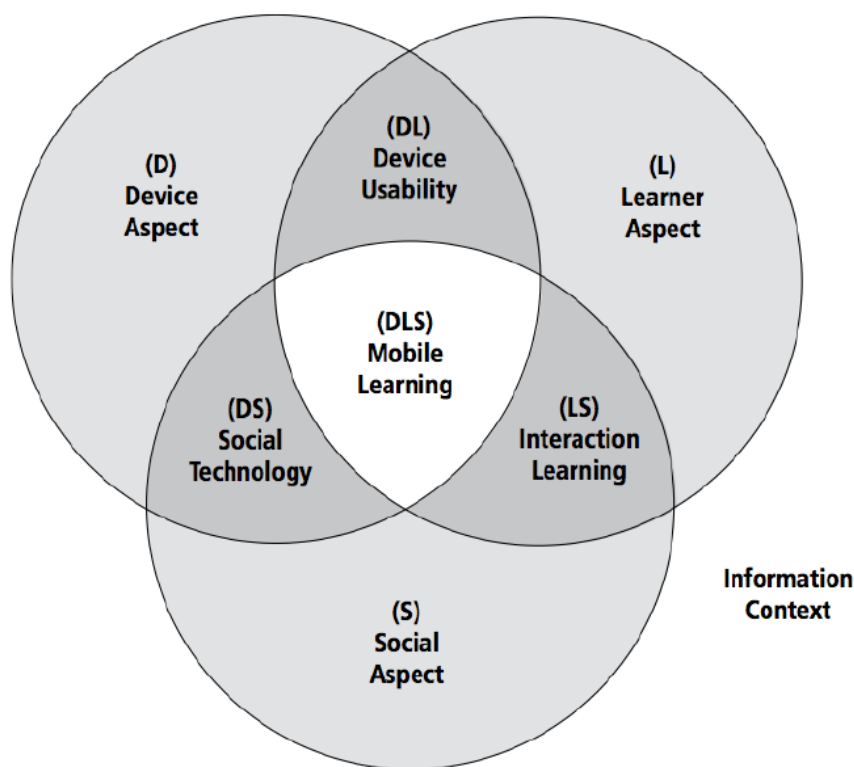 (DL)
Device
Usability
(D)
Device
Aspect
(L)
Learner
Aspect
(DLS)
Mobile
Learning
(DS)
Social
Technology
(LS)
Interaction
Learning
Information
Context
(S)
Social
Aspect